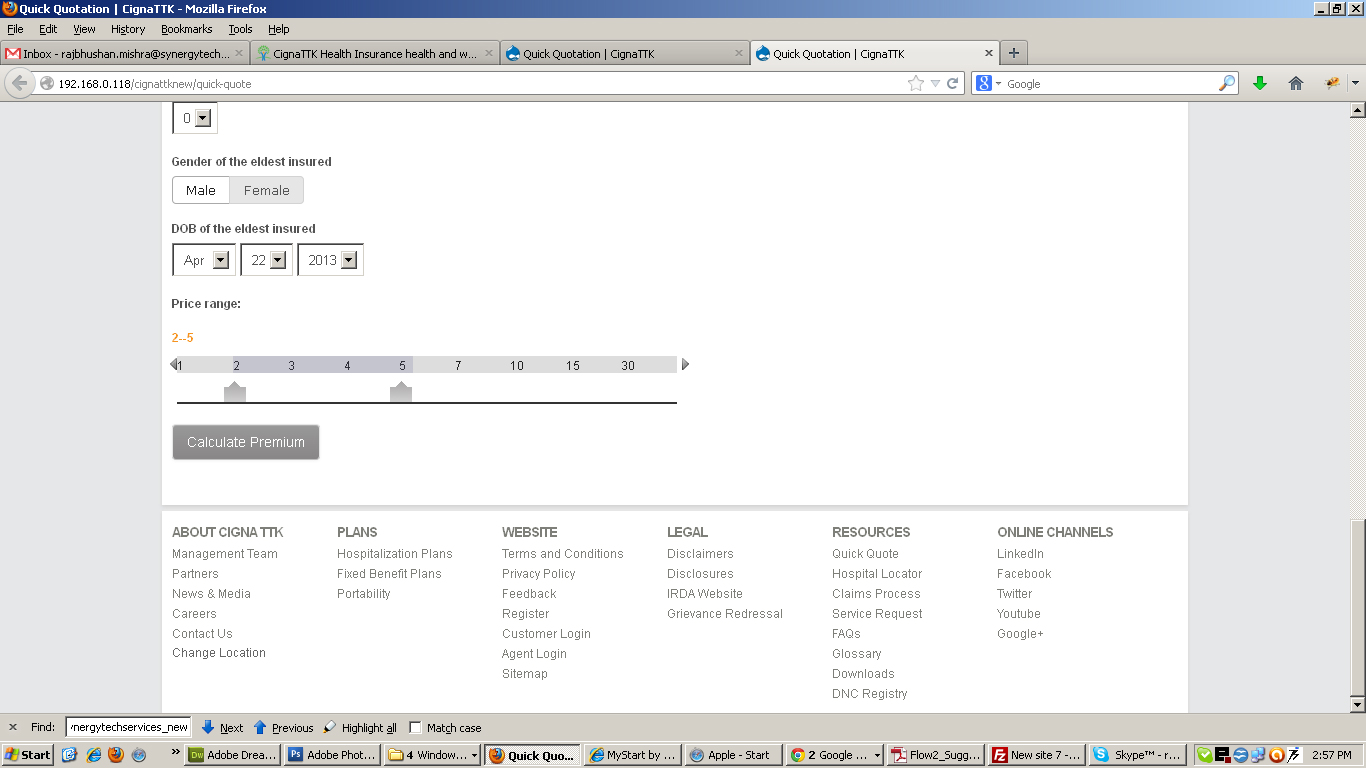 Quick Quotation | CignaTTK - Mozilla Firefox
File Edit View History Bookmarks Tools Help
Inbox - rajbhushan.mishra@synergytech... CignaTTK Health Insurance health and w... Quick Quotation | CignaTTK Quick Quotation | CignaTTK
192.168.0.118/cignattknew/quick-quote Google
0
Gender of the eldest insured
Male Female
DOB of the eldest insured
Apr 22 2013
Price range:
2--5
1 2 3 4 5 7 10 15 30
Calculate Premium
ABOUT CIGNA TTK PLANS WEBSITE LEGAL RESOURCES ONLINE CHANNELS
Management Team Hospitalization Plans Terms and Conditions Disclaimers Quick Quote LinkedIn
Partners Fixed Benefit Plans Privacy Policy Disclosures Hospital Locator Facebook
News & Media Portability Feedback IRDA Website Claims Process Twitter
Careers Register Grievance Redressal Service Request Youtube
Contact Us Customer Login FAQs Google+
Change Location Agent Login Glossary
Sitemap Downloads
DNC Registry
Find: ynergytechservices_new Next Previous Highlight all Match case
Start Adobe Drea... Adobe Phot... 4 Window... Quick Quo... MyStart by ... Apple - Start 2 Google ... Flow2_Sugg... New site 7 -... Skype™ - r... 2:57 PM